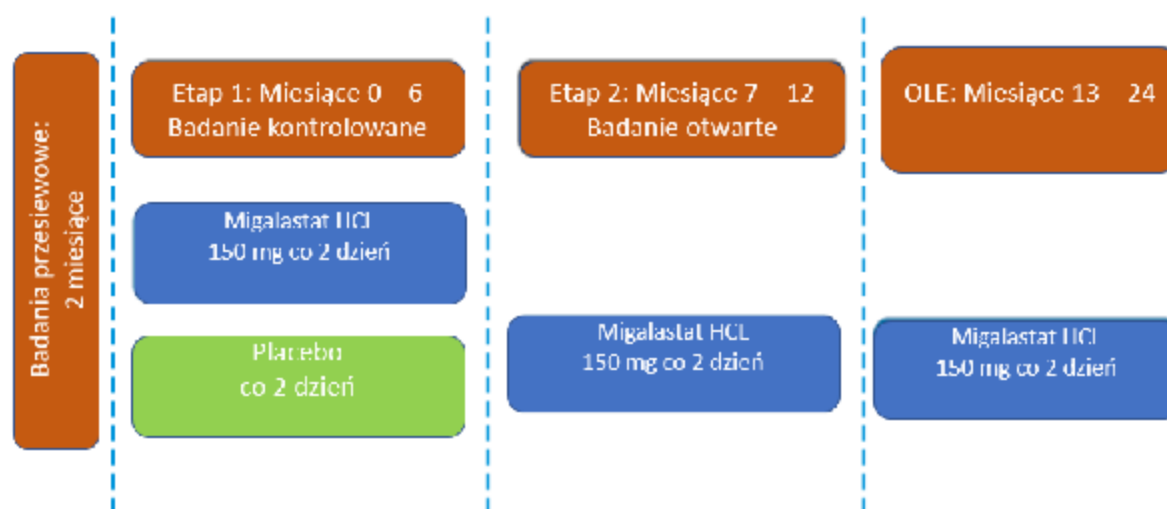 Badania przesiewowe:
2 miesiące
Etap 1: Miesiące 0 6
Badanie kontrolowane
Migalastat HCL
150 mg co 2 dzień
Placebo
co 2 dzień
Etap 2: Miesiące 7 12
Badanie otwarte
Migalastat HCL
150 mg co 2 dzień
OLE: Miesiące 13 24
Migalastat HCL
150 mg co 2 dzień